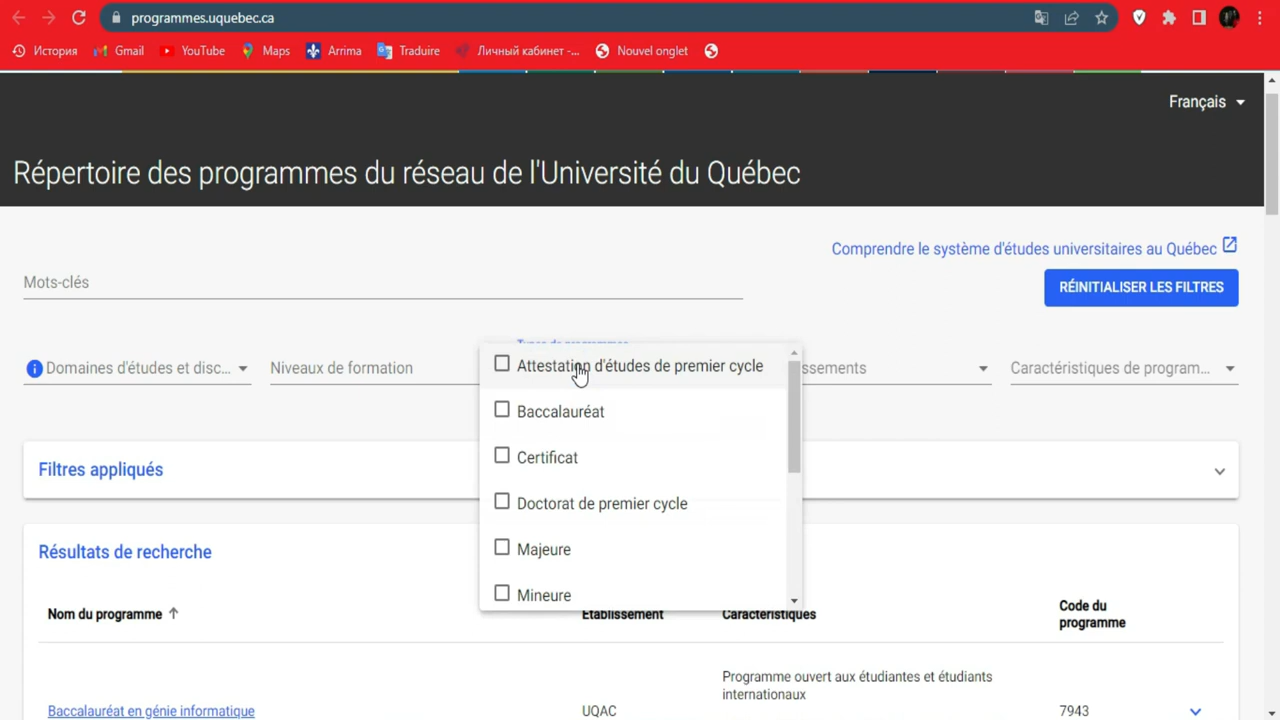 programmes.uquebec.ca
История Gmail YouTube Maps Arrima Traduire Личный кабинет -... Nouvel onglet
Français
Répertoire des programmes du réseau de l'Université du Québec
Comprendre le système d'études universitaires au Québec
Mots-clés
RÉINITIALISER LES FILTRES
Domaines d'études et disc... Niveaux de formation Types de programmes ssements Caractéristiques de program...
Attestation d'études de premier cycle
Baccalauréat
Certificat
Doctorat de premier cycle
Majeure
Mineure
Filtres appliqués
Résultats de recherche
Nom du programme Établissement Caractéristiques Code du
programme
Programme ouvert aux étudiantes et étudiants
internationaux
Baccalauréat en génie informatique UQAC 7943